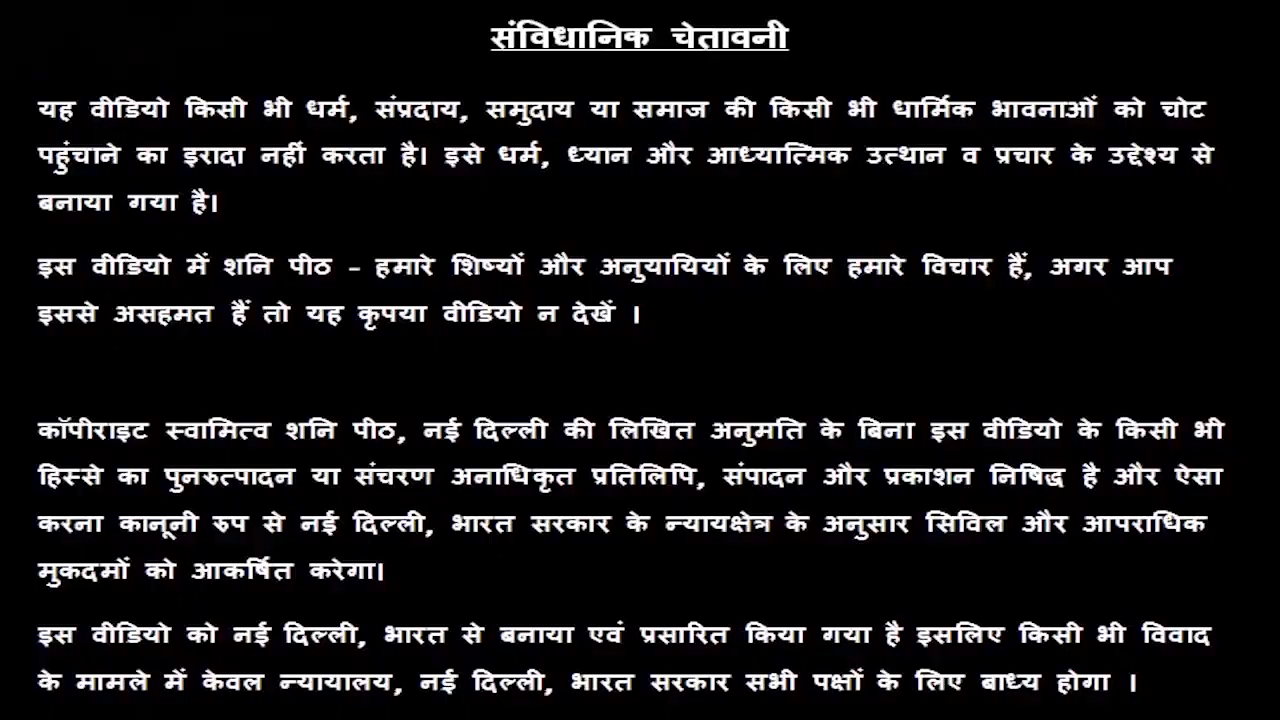 संविधानिक चेतावनी
यह वीडियो किसी भी धर्म, संप्रदाय, समुदाय या समाज की किसी भी धार्मिक भावनाओं को चोट
पहुंचाने का इरादा नहीं करता है। इसे धर्म, ध्यान और आध्यात्मिक उत्थान व प्रचार के उद्देश्य से
बनाया गया है।
इस वीडियो में शनि पीठ – हमारे शिष्यों और अनुयायियों के लिए हमारे विचार हैं, अगर आप
इससे असहमत हैं तो यह कृपया वीडियो न देखें ।
कॉपीराइट स्वामित्व शनि पीठ, नई दिल्ली की लिखित अनुमति के बिना इस वीडियो के किसी भी
हिस्से का पुनरुत्पादन या संचरण अनाधिकृत प्रतिलिपि, संपादन और प्रकाशन निषिद्ध है और ऐसा
करना कानूनी रुप से नई दिल्ली, भारत सरकार के न्यायक्षेत्र के अनुसार सिविल और आपराधिक
मुकदमों को आकर्षित करेगा।
इस वीडियो को नई दिल्ली, भारत से बनाया एवं प्रसारित किया गया है इसलिए किसी भी विवाद
के मामले में केवल न्यायालय, नई दिल्ली, भारत सरकार सभी पक्षों के लिए बाध्य होगा ।